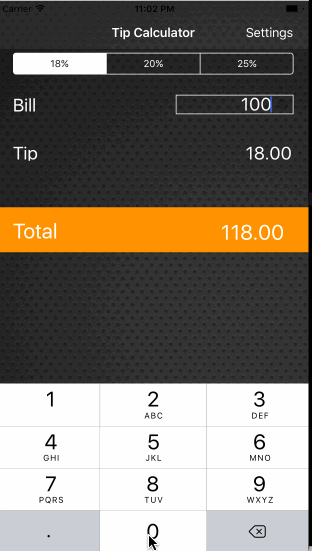 Carrier 11:02 PM
Tip Calculator Settings
18% 20% 25%
Bill 100
Tip 18.00
Total 118.00
1 2 3
ABC DEF
4 5 6
GHI JKL MNO
7 8 9
PQRS TUV WXYZ
. 0